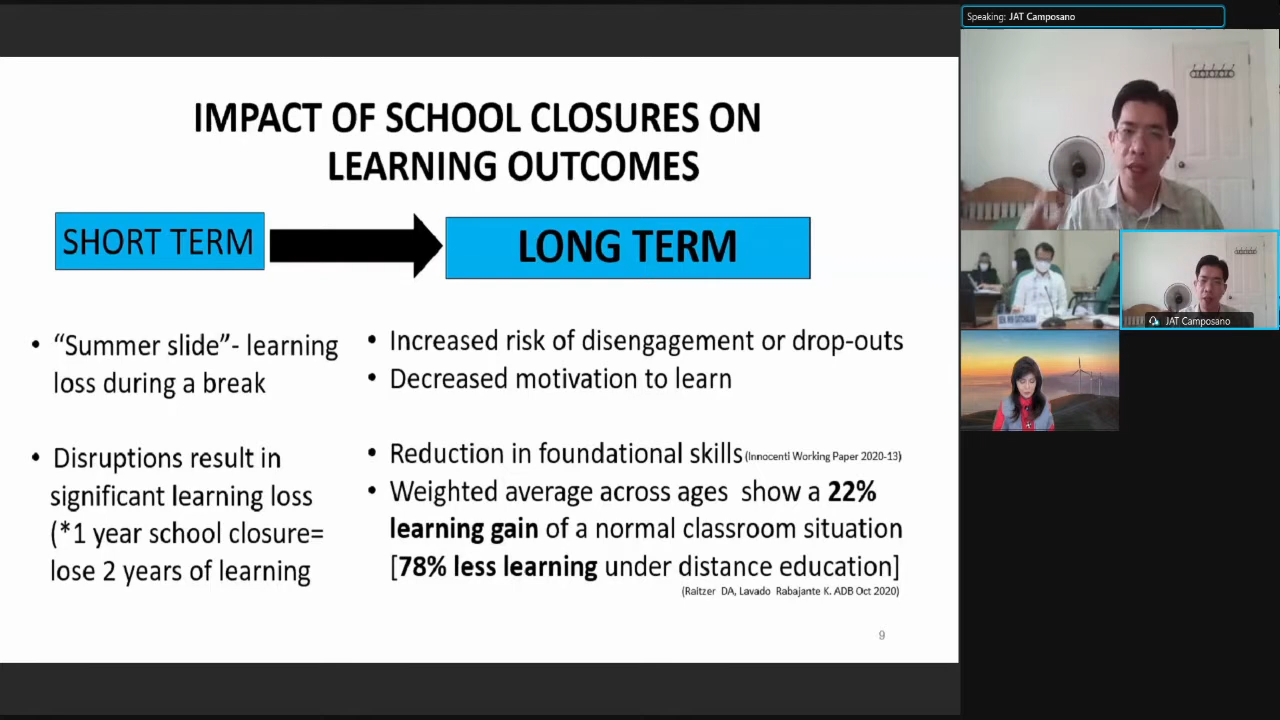 Speaking: JAT Camposano
IMPACT OF SCHOOL CLOSURES ON
LEARNING OUTCOMES
SHORT TERM
LONG TERM
• “Summer slide”- learning
loss during a break
• Disruptions result in
significant learning loss
(*1 year school closure=
lose 2 years of learning
• Increased risk of disengagement or drop-outs
• Decreased motivation to learn
• Reduction in foundational skills (Innocenti Working Paper 2020-13)
• Weighted average across ages show a 22%
learning gain of a normal classroom situation
[78% less learning under distance education]
(Raitzer DA, Lavado Rabajante K. ADB Oct 2020)
9
JAT Camposano